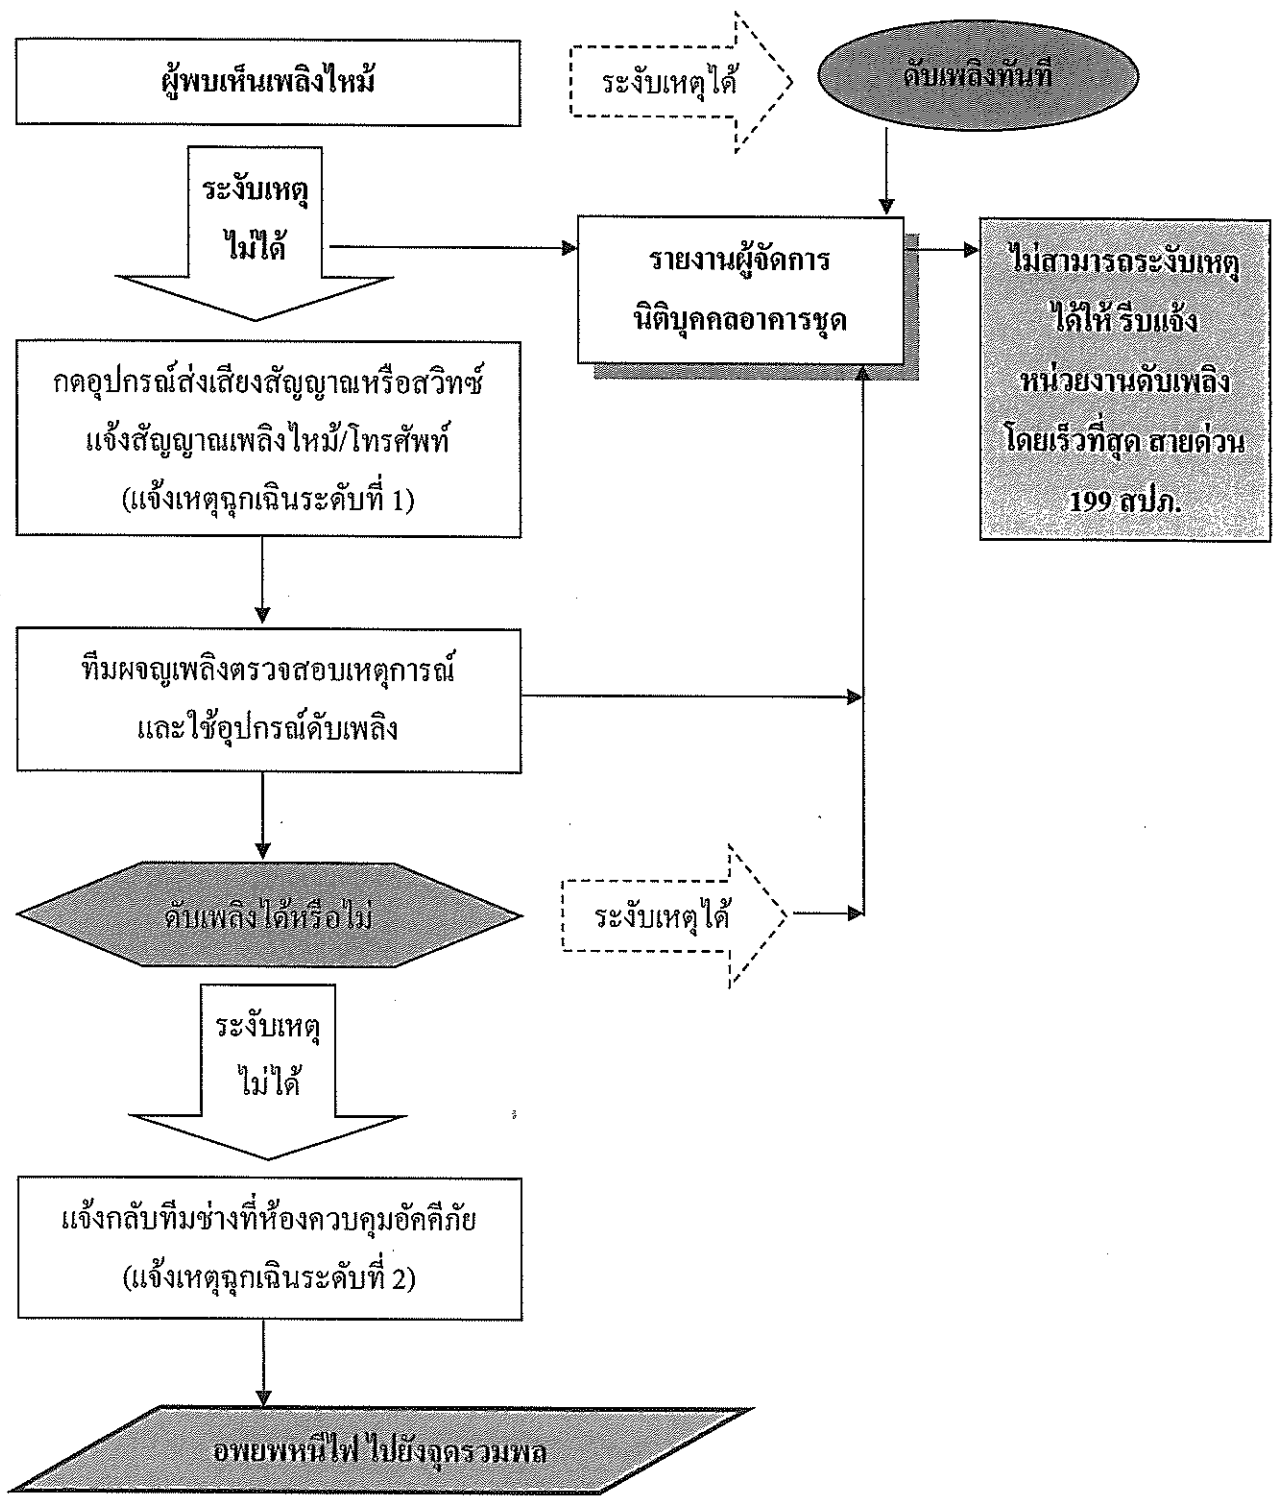 ผู้พบเห็นเพลิงไหม้
ระงับเหตุได้
ดับเพลิงทันที
ระงับเหตุ
ไม่ได้
รายงานผู้จัดการ
นิติบุคคลอาคารชุด
ไม่สามารถระงับเหตุ
ได้ให้ รีบแจ้ง
หน่วยงานดับเพลิง
โดยเร็วที่สุด สายด่วน
199 สปภ.
กดอุปกรณ์ส่งเสียงสัญญาณหรือสวิทซ์
แจ้งสัญญาณเพลิงไหม้/โทรศัพท์
(แจ้งเหตุฉุกเฉินระดับที่ 1)
ทีมผจญเพลิงตรวจสอบเหตุการณ์
และใช้อุปกรณ์ดับเพลิง
ดับเพลิงได้หรือไม่
ระงับเหตุได้
ระงับเหตุ
ไม่ได้
แจ้งกลับทีมช่างที่ห้องควบคุมอัคคีภัย
(แจ้งเหตุฉุกเฉินระดับที่ 2)
อพยพหนีไฟ ไปยังจุดรวมพล